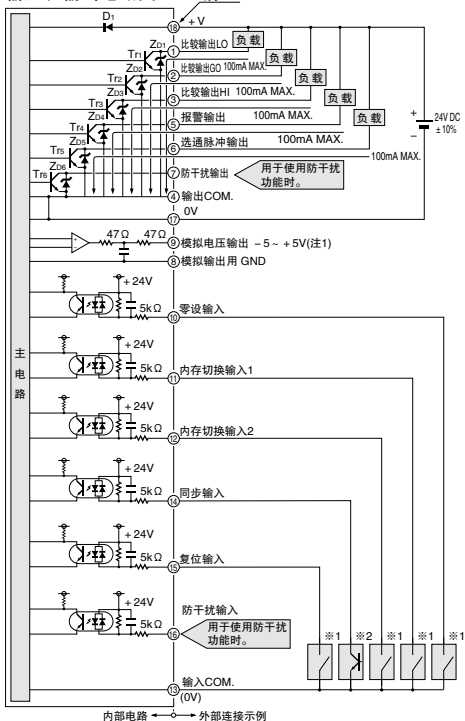 D1
⑱ +V
ZD1
① 比较输出LO
负载
Tr1
ZD2
② 比较输出GO 100mA MAX.
负载
Tr2
ZD3
③ 比较输出HI 100mA MAX.
负载
Tr3
ZD4
⑤ 报警输出 100mA MAX.
负载
Tr4
ZD5
⑥ 选通脉冲输出 100mA MAX.
+
24V DC
±10%
−
Tr5
100mA MAX.
ZD6
⑦ 防干扰输出
用于使用防干扰
功能时。
Tr6
④ 输出COM.
⑰ 0V
47Ω 47Ω
⑨ 模拟电压输出 −5~+5V(注1)
⑧ 模拟输出用 GND
+24V
5kΩ
⑩ 零设输入
主电路
+24V
5kΩ
⑪ 内存切换输入1
+24V
5kΩ
⑫ 内存切换输入2
+24V
5kΩ
⑭ 同步输入
+24V
5kΩ
⑮ 复位输入
+24V
防干扰输入
5kΩ
⑯ 用于使用防干扰
功能时。
※1 ※2 ※1 ※1 ※1
⑬ 输入COM.
(0V)
内部电路 外部连接示例